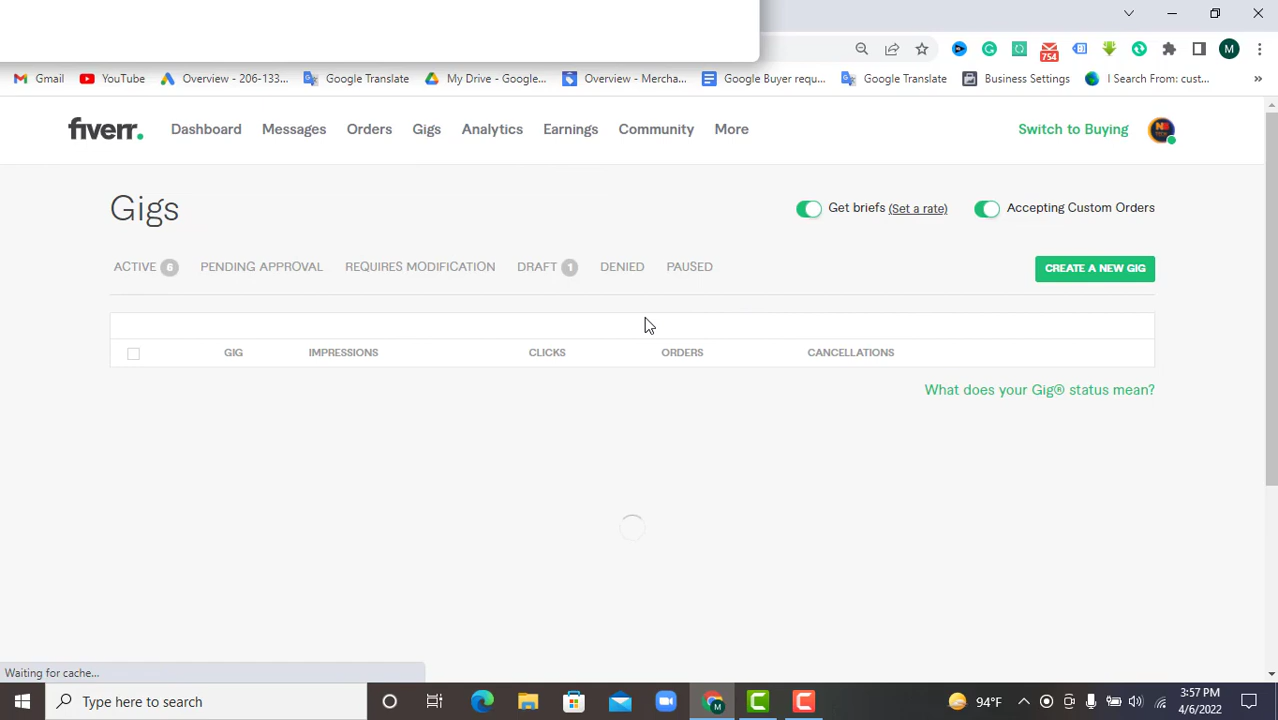 754
M
Gmail YouTube Overview - 206-133... Google Translate My Drive - Google... Overview - Mercha... Google Buyer requ... Google Translate Business Settings I Search From: cust... »
fiverr. Dashboard Messages Orders Gigs Analytics Earnings Community More Switch to Buying
Gigs
Get briefs (Set a rate) Accepting Custom Orders
ACTIVE 6 PENDING APPROVAL REQUIRES MODIFICATION DRAFT 1 DENIED PAUSED CREATE A NEW GIG
GIG IMPRESSIONS CLICKS ORDERS CANCELLATIONS
What does your Gig® status mean?
Waiting for cache...
Type here to search
94°F
3:57 PM
4/6/2022